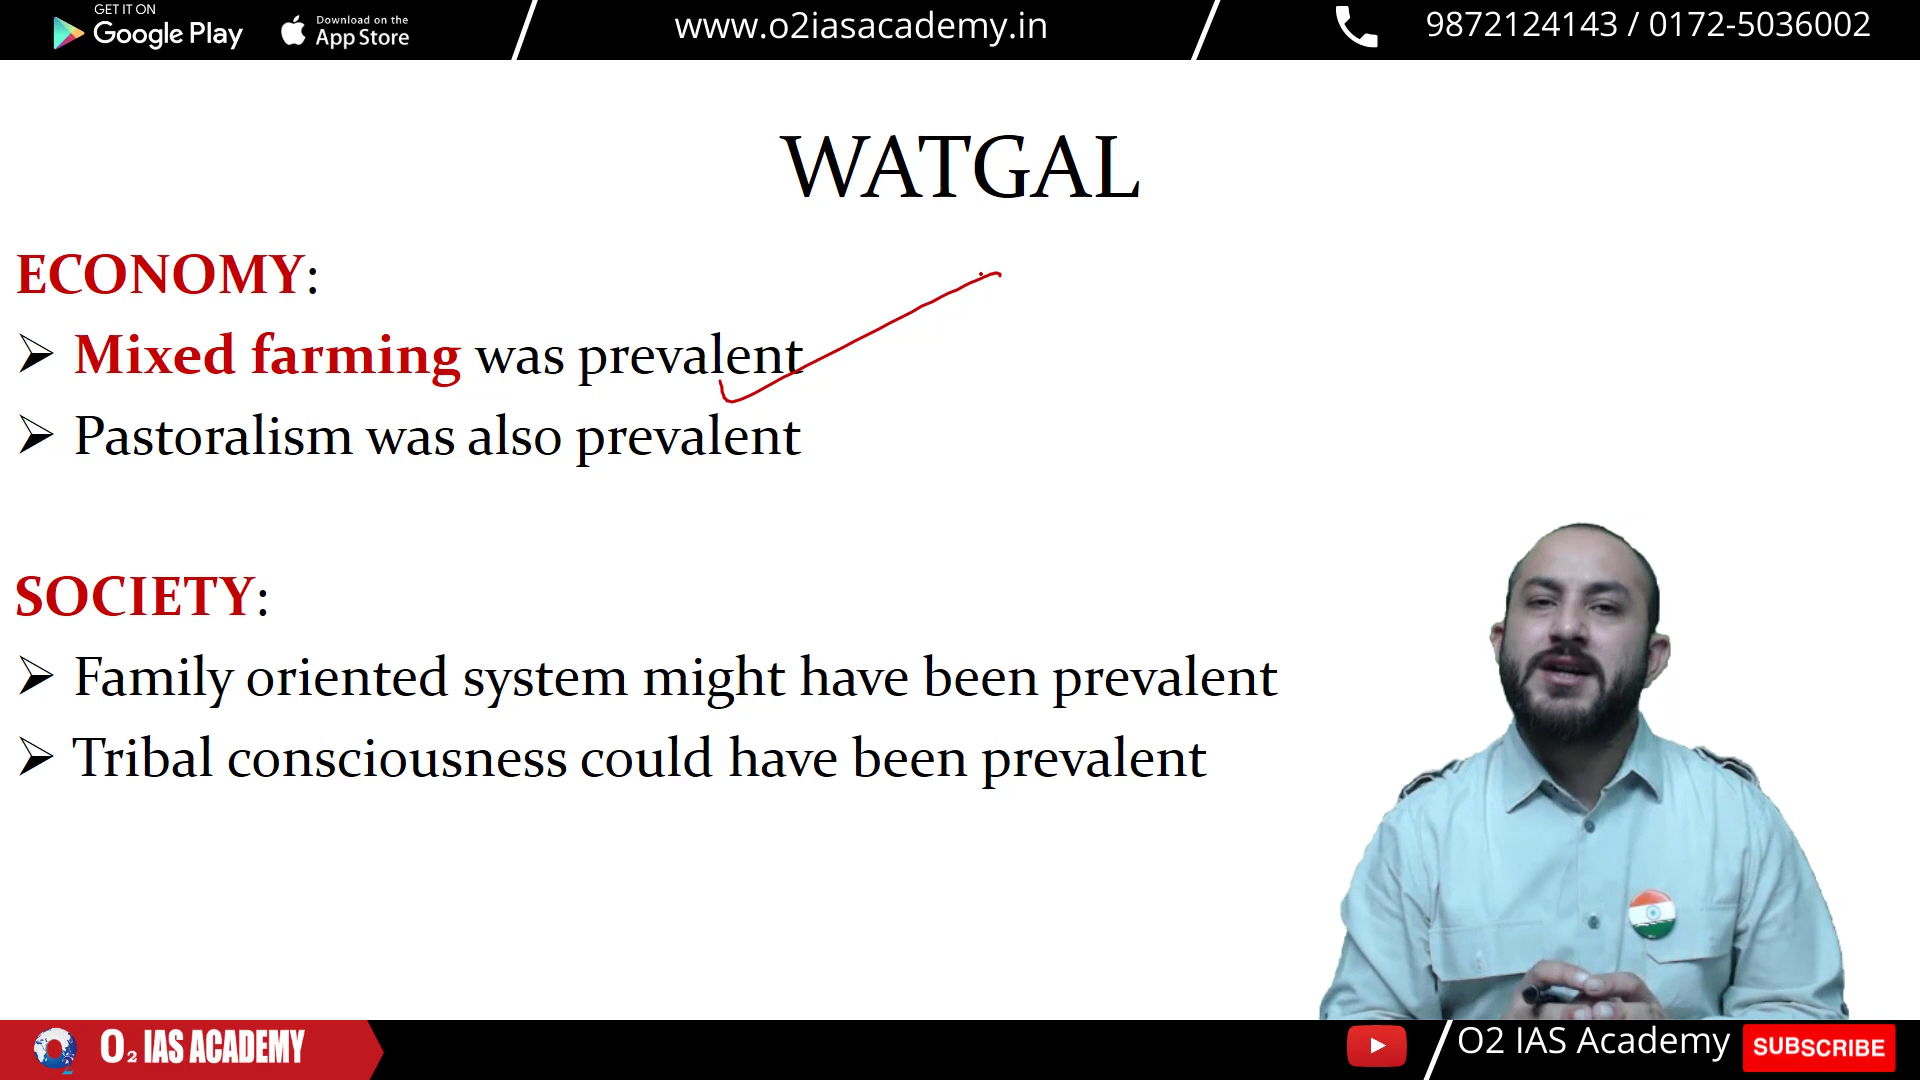 GET IT ON
Google Play
Download on the
App Store
www.o2iasacademy.in
9872124143 / 0172-5036002
WATGAL
ECONOMY:
➢ Mixed farming was prevalent
➢ Pastoralism was also prevalent
SOCIETY:
➢ Family oriented system might have been prevalent
➢ Tribal consciousness could have been prevalent
O2 IAS ACADEMY
O2 IAS Academy
SUBSCRIBE